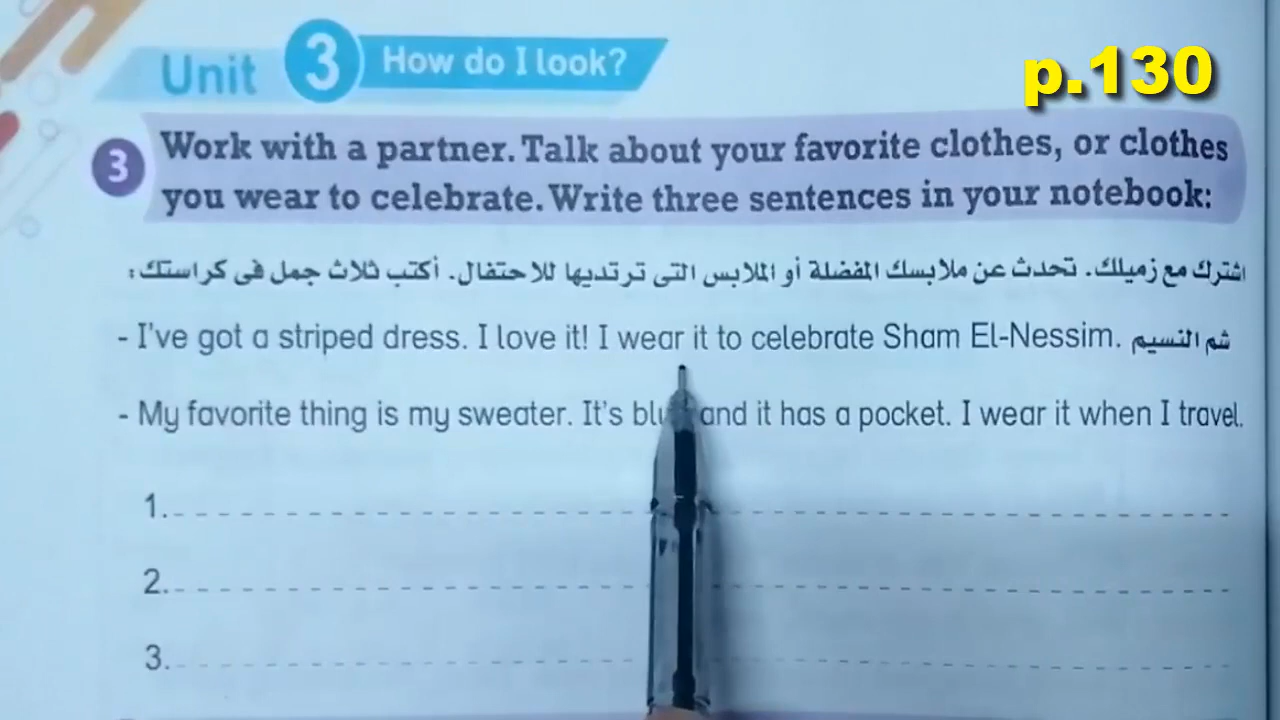 Unit 3 How do I look?
p.130
3 Work with a partner. Talk about your favorite clothes, or clothes
you wear to celebrate. Write three sentences in your notebook:
اشترك مع زميلك. تحدث عن ملابسك المفضلة أو الملابس التى ترتديها للاحتفال. أكتب ثلاث جمل فى كراستك:
- I've got a striped dress. I love it! I wear it to celebrate Sham El-Nessim. شم النسيم
- My favorite thing is my sweater. It's blue and it has a pocket. I wear it when I travel.
1.
2.
3.